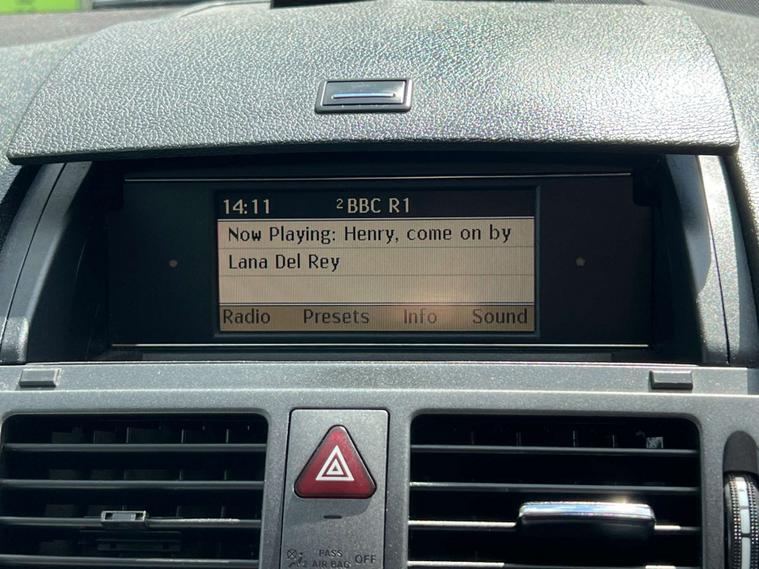 14:11 2 BBC R1
Now Playing: Henry, come on by
Lana Del Rey
Radio Presets Info Sound
PASS
AIR BAG OFF